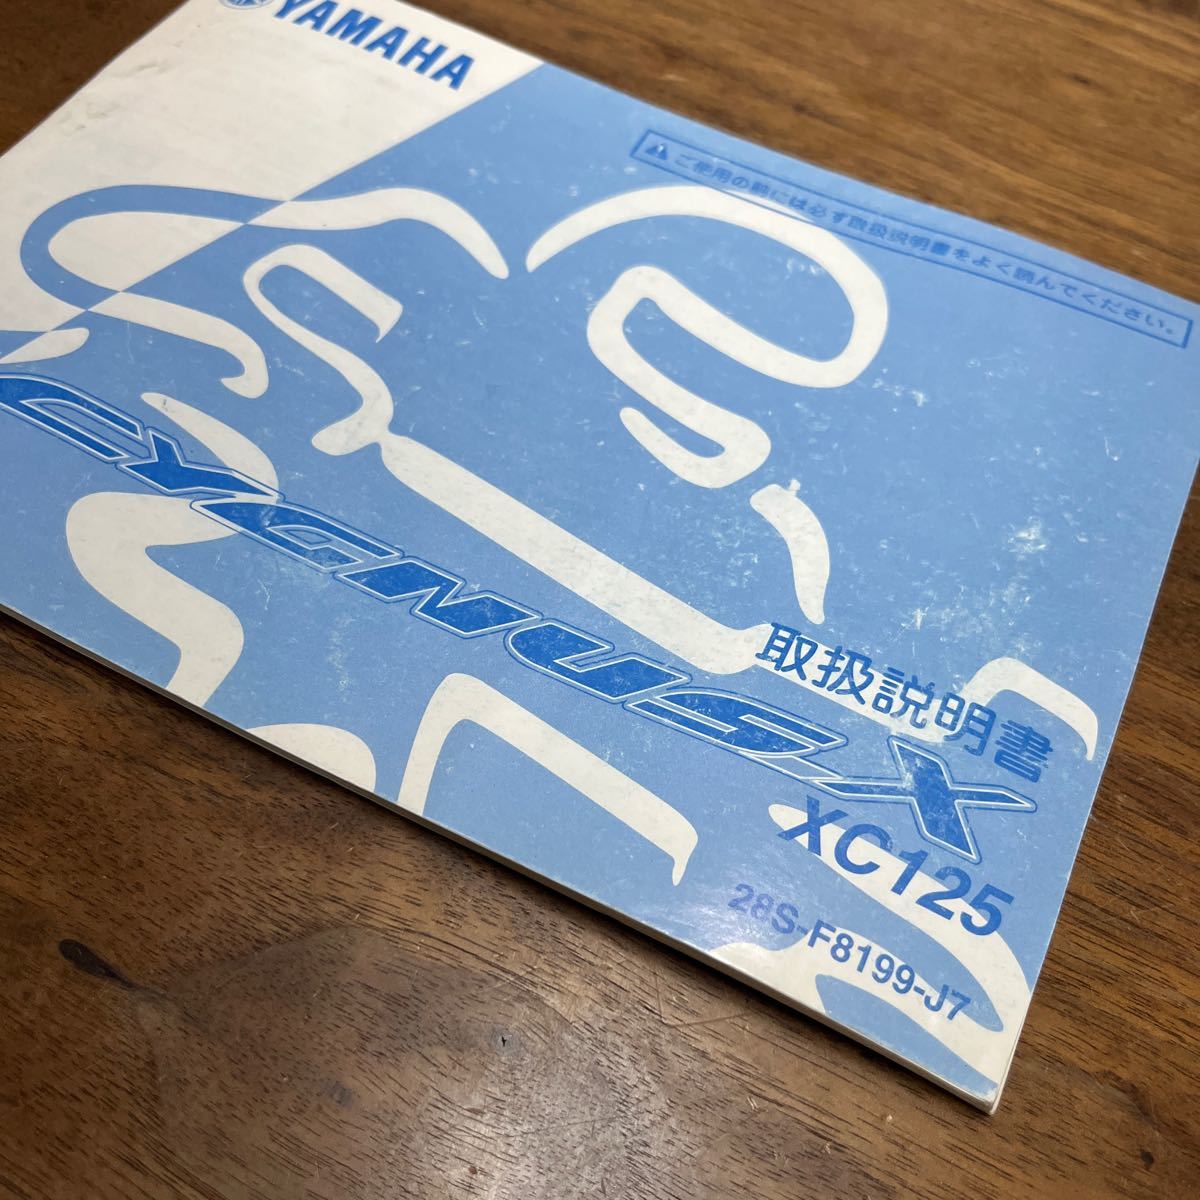 YAMAHA
ご使用の前には必ず取扱説明書をよく読んでください。
CYGNUS-X
取扱説明書
XC125
28S-F8199-J7